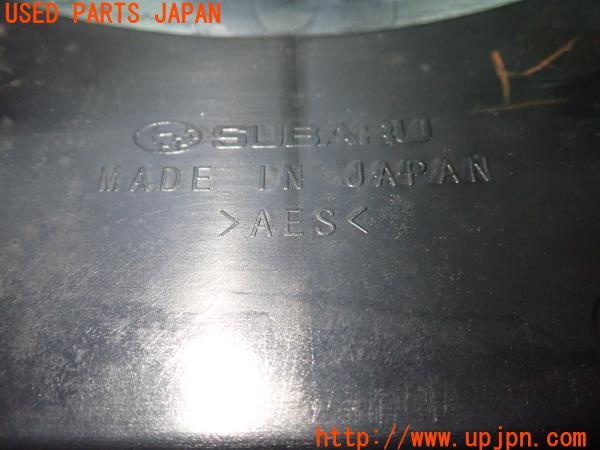 USED PARTS JAPAN
SUBARU
MADE IN JAPAN
>AES<
http://www.upjpn.com